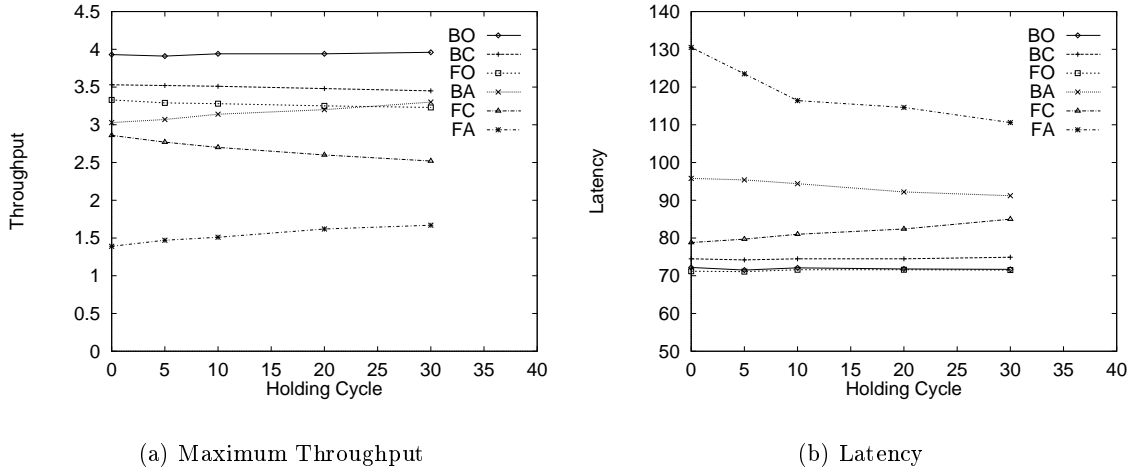 4.5
4
3.5
3
2.5
2
1.5
1
0.5
0
0 5 10 15 20 25 30 35 40
Throughput
Holding Cycle
BO
BC
FO
BA
FC
FA
(a) Maximum Throughput
140
130
120
110
100
90
80
70
60
50
0 5 10 15 20 25 30 35 40
Latency
Holding Cycle
BO
BC
FO
BA
FC
FA
(b) Latency